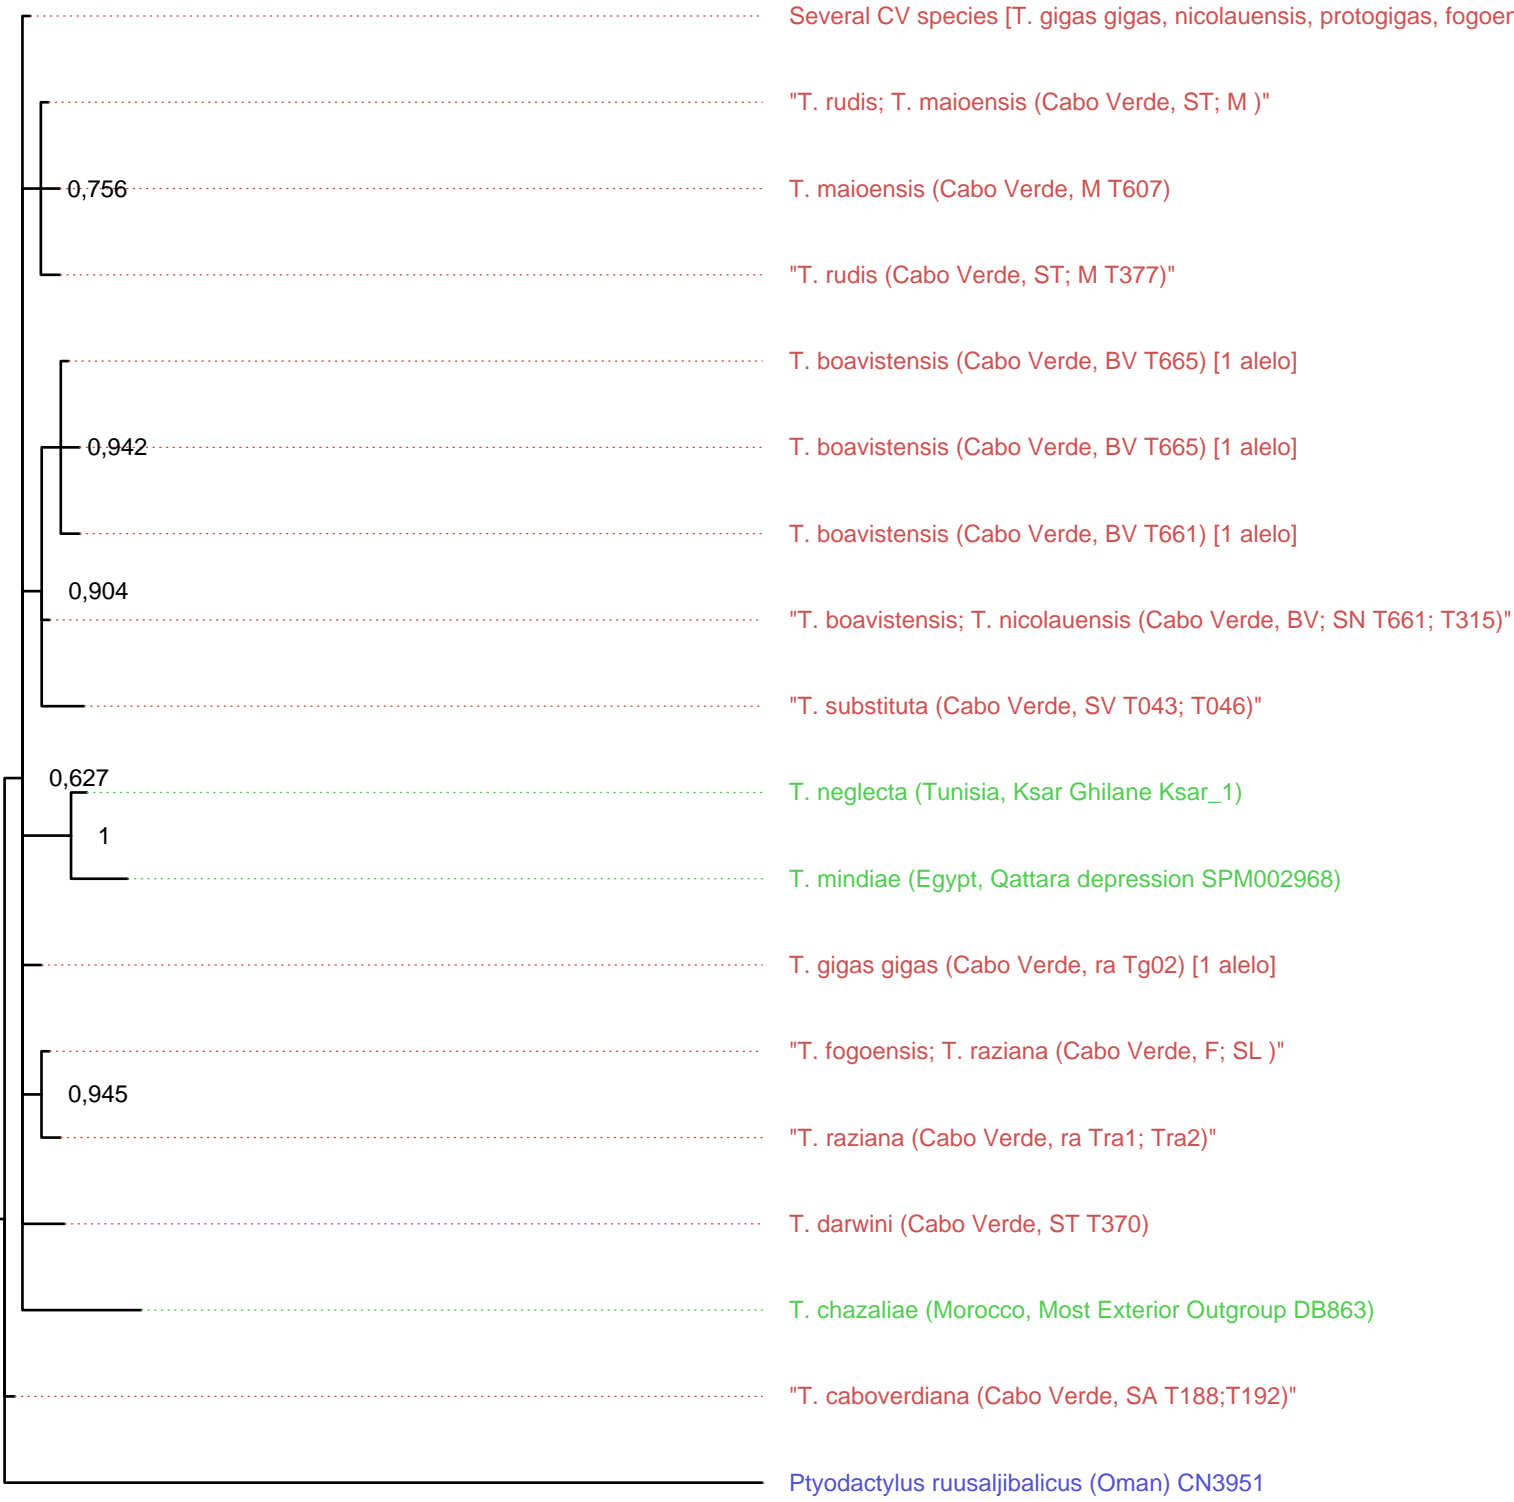 Several CV species [T. gigas gigas, nicolauensis, protogigas,
"T. rudis; T. maioensis (Cabo Verde, ST; M )"
0,756
T. maioensis (Cabo Verde, M T607)
"T. rudis (Cabo Verde, ST; M T377)"
T. boavistensis (Cabo Verde, BV T665) [1 alelo]
0,942
T. boavistensis (Cabo Verde, BV T665) [1 alelo]
T. boavistensis (Cabo Verde, BV T661) [1 alelo]
0,904
"T. boavistensis; T. nicolauensis (Cabo Verde, BV; SN T661; T315)"
"T. substituta (Cabo Verde, SV T043; T046)"
0,627
T. neglecta (Tunisia, Ksar Ghilane Ksar_1)
1
T. mindiae (Egypt, Qattara depression SPM002968)
T. gigas gigas (Cabo Verde, ra Tg02) [1 alelo]
"T. fogoensis; T. raziana (Cabo Verde, F; SL )"
0,945
"T. raziana (Cabo Verde, ra Tra1; Tra2)"
T. darwini (Cabo Verde, ST T370)
T. chazaliae (Morocco, Most Exterior Outgroup DB863)
"T. caboverdiana (Cabo Verde, SA T188;T192)"
Ptyodactylus ruusaljibalicus (Oman) CN3951